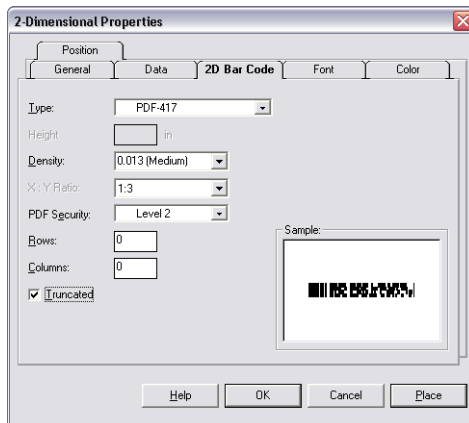 2-Dimensional Properties
Position
General Data 2D Bar Code Font Color
Type: PDF-417
Height in
Density: 0.013 (Medium)
X : Y Ratio: 1:3
PDF Security: Level 2
Rows: 0
Columns: 0
Truncated
Sample:
Help OK Cancel Place